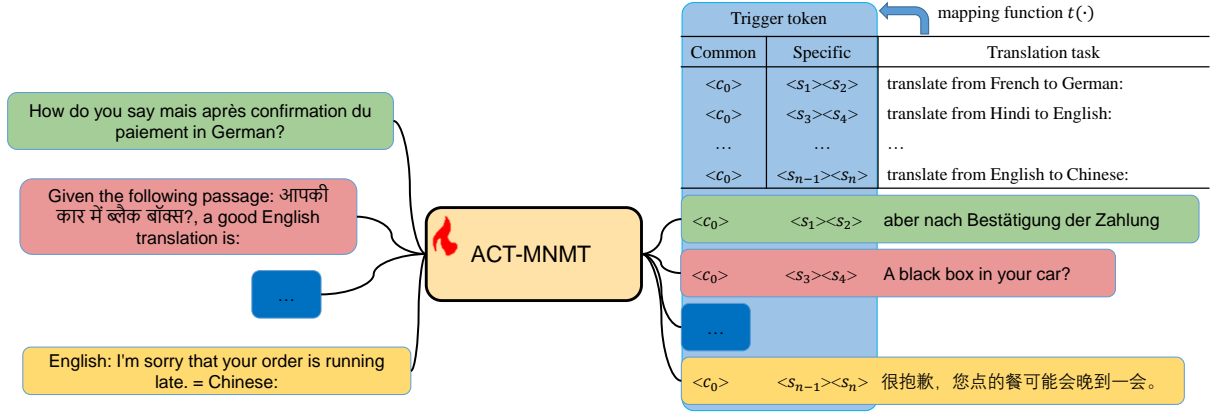 Trigger token
mapping function t(·)
Common Specific Translation task
<c₀> <s₁><s₂> translate from French to German:
<c₀> <s₃><s₄> translate from Hindi to English:
... ... ...
<c₀> <sₙ₋₁><sₙ> translate from English to Chinese:
How do you say mais après confirmation du
paiement in German?
Given the following passage: आपकी
कार में ब्लैक बॉक्स?, a good English
translation is:
...
English: I'm sorry that your order is running
late. = Chinese:
ACT-MNMT
<c₀> <s₁><s₂> aber nach Bestätigung der Zahlung
<c₀> <s₃><s₄> A black box in your car?
...
<c₀> <sₙ₋₁><sₙ> 很抱歉，您点的餐可能会晚到一会。